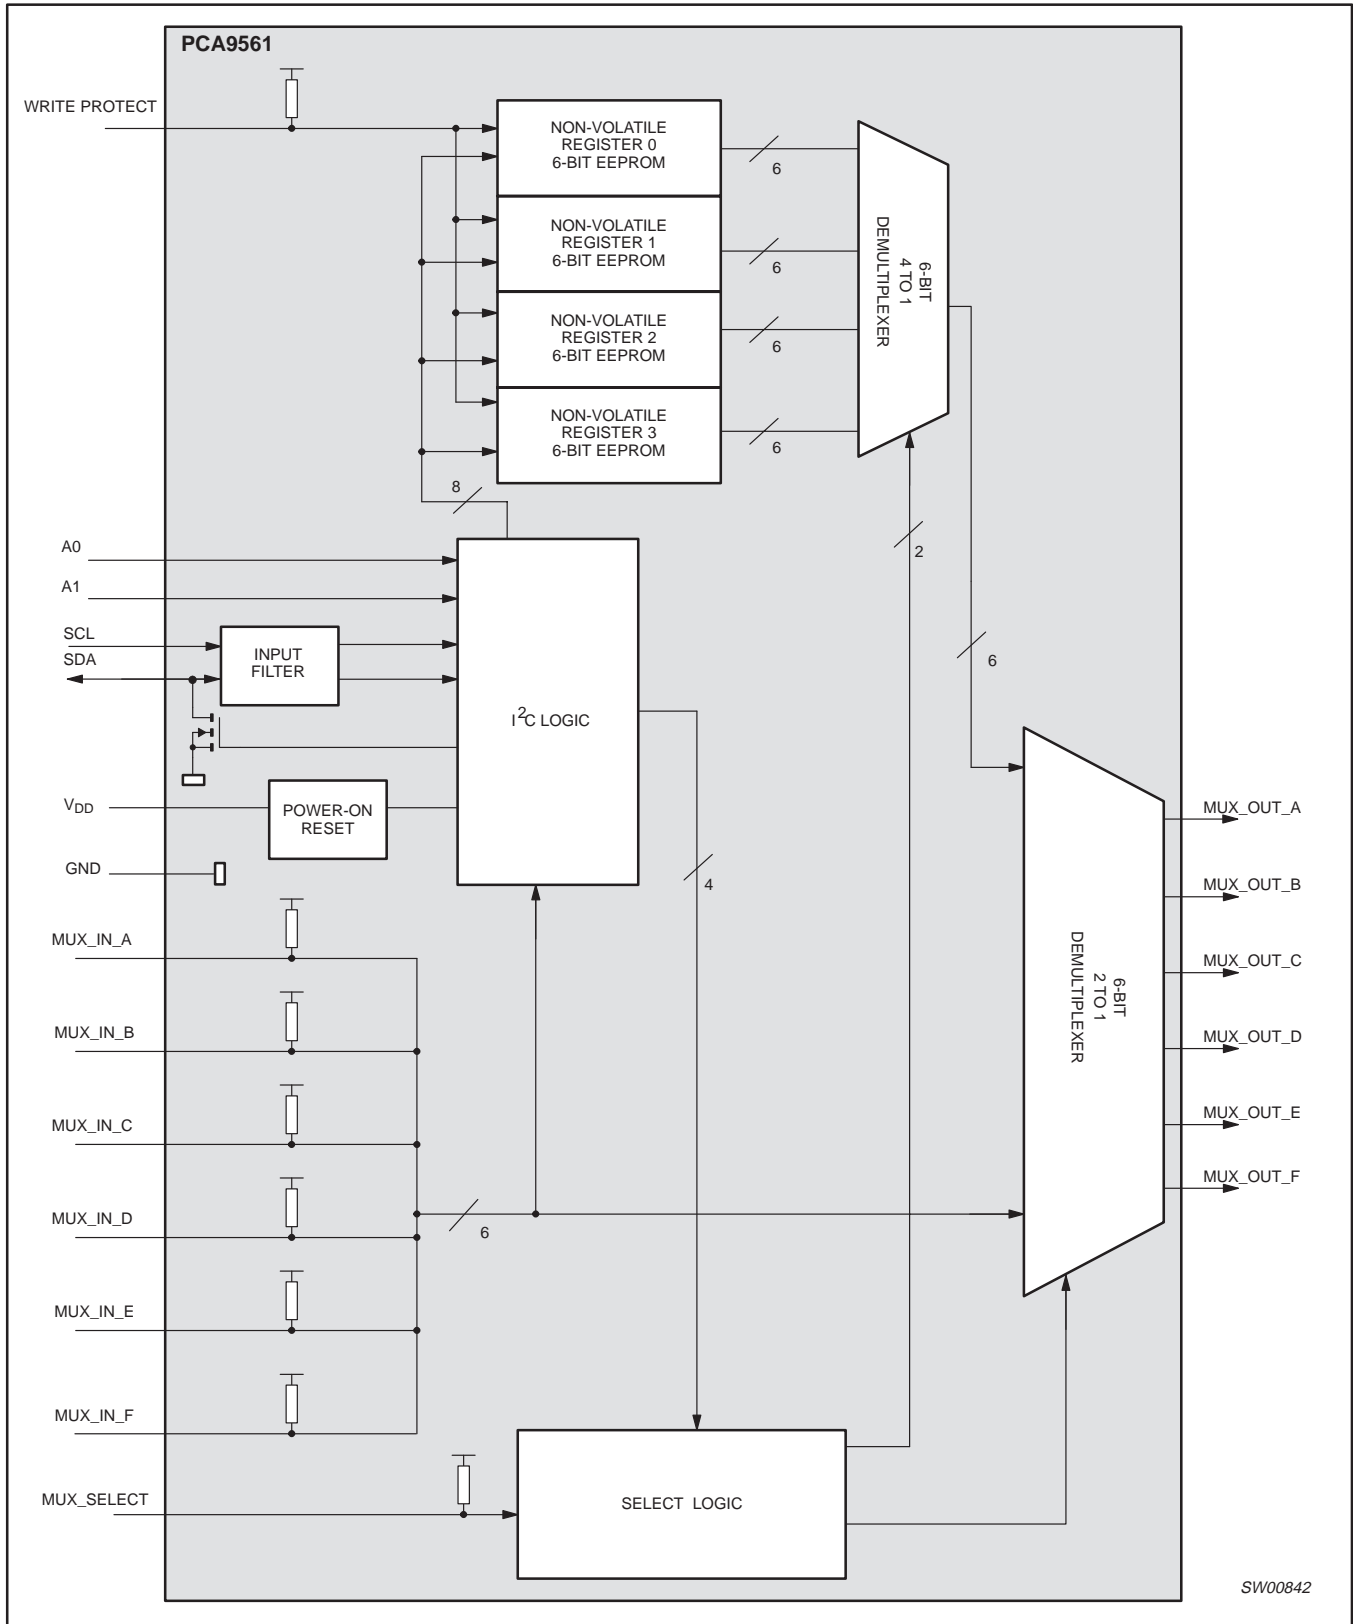 PCA9561
WRITE PROTECT
NON-VOLATILE
REGISTER 0
6-BIT EEPROM
6
NON-VOLATILE
REGISTER 1
6-BIT EEPROM
6
NON-VOLATILE
REGISTER 2
6-BIT EEPROM
6
NON-VOLATILE
REGISTER 3
6-BIT EEPROM
6
6-BIT
4 TO 1
DEMULTIPLEXER
8
2
6
A0
A1
SCL
SDA
INPUT
FILTER
I2C LOGIC
VDD
POWER-ON
RESET
GND
4
MUX_IN_A
MUX_IN_B
MUX_IN_C
MUX_IN_D
MUX_IN_E
MUX_IN_F
6
MUX_SELECT
SELECT LOGIC
6-BIT
2 TO 1
DEMULTIPLEXER
MUX_OUT_A
MUX_OUT_B
MUX_OUT_C
MUX_OUT_D
MUX_OUT_E
MUX_OUT_F
SW00842